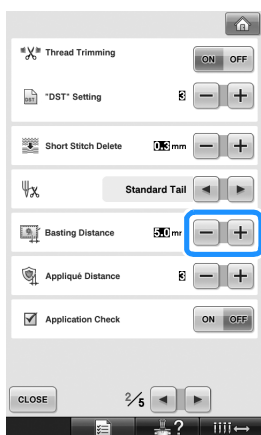 Thread Trimming ON OFF
DST "DST" Setting 3 − +
Short Stitch Delete 0.3 mm − +
Standard Tail
Basting Distance 5.0 mm − +
Appliqué Distance 3 − +
Application Check ON OFF
CLOSE 2/5
?